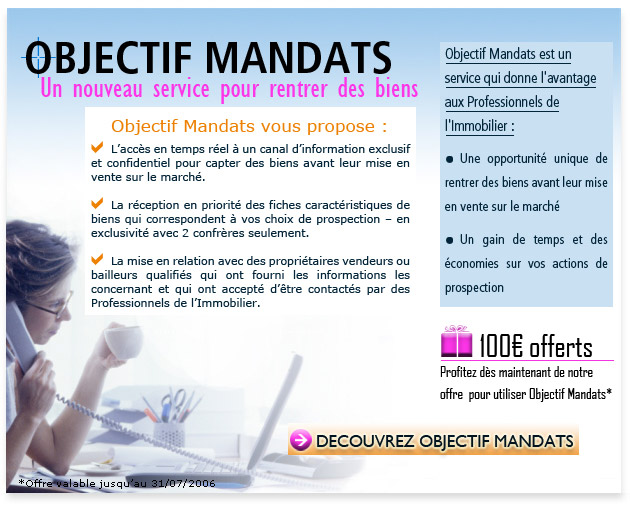 OBJECTIF MANDATS
Un nouveau service pour rentrer des biens
Objectif Mandats vous propose :
L'accès en temps réel à un canal d'information exclusif
et confidentiel pour capter des biens avant leur mise en
vente sur le marché.
La réception en priorité des fiches caractéristiques de
biens qui correspondent à vos choix de prospection – en
exclusivité avec 2 confrères seulement.
La mise en relation avec des propriétaires vendeurs ou
bailleurs qualifiés qui ont fourni les informations les
concernant et qui ont accepté d'être contactés par des
Professionnels de l'Immobilier.
Objectif Mandats est un
service qui donne l'avantage
aux Professionnels de
l'Immobilier :
● Une opportunité unique de
rentrer des biens avant leur mise
en vente sur le marché
● Un gain de temps et des
économies sur vos actions de
prospection
100€ offerts
Profitez dès maintenant de notre
offre pour utiliser Objectif Mandats*
DECOUVREZ OBJECTIF MANDATS
*Offre valable jusqu'au 31/07/2006